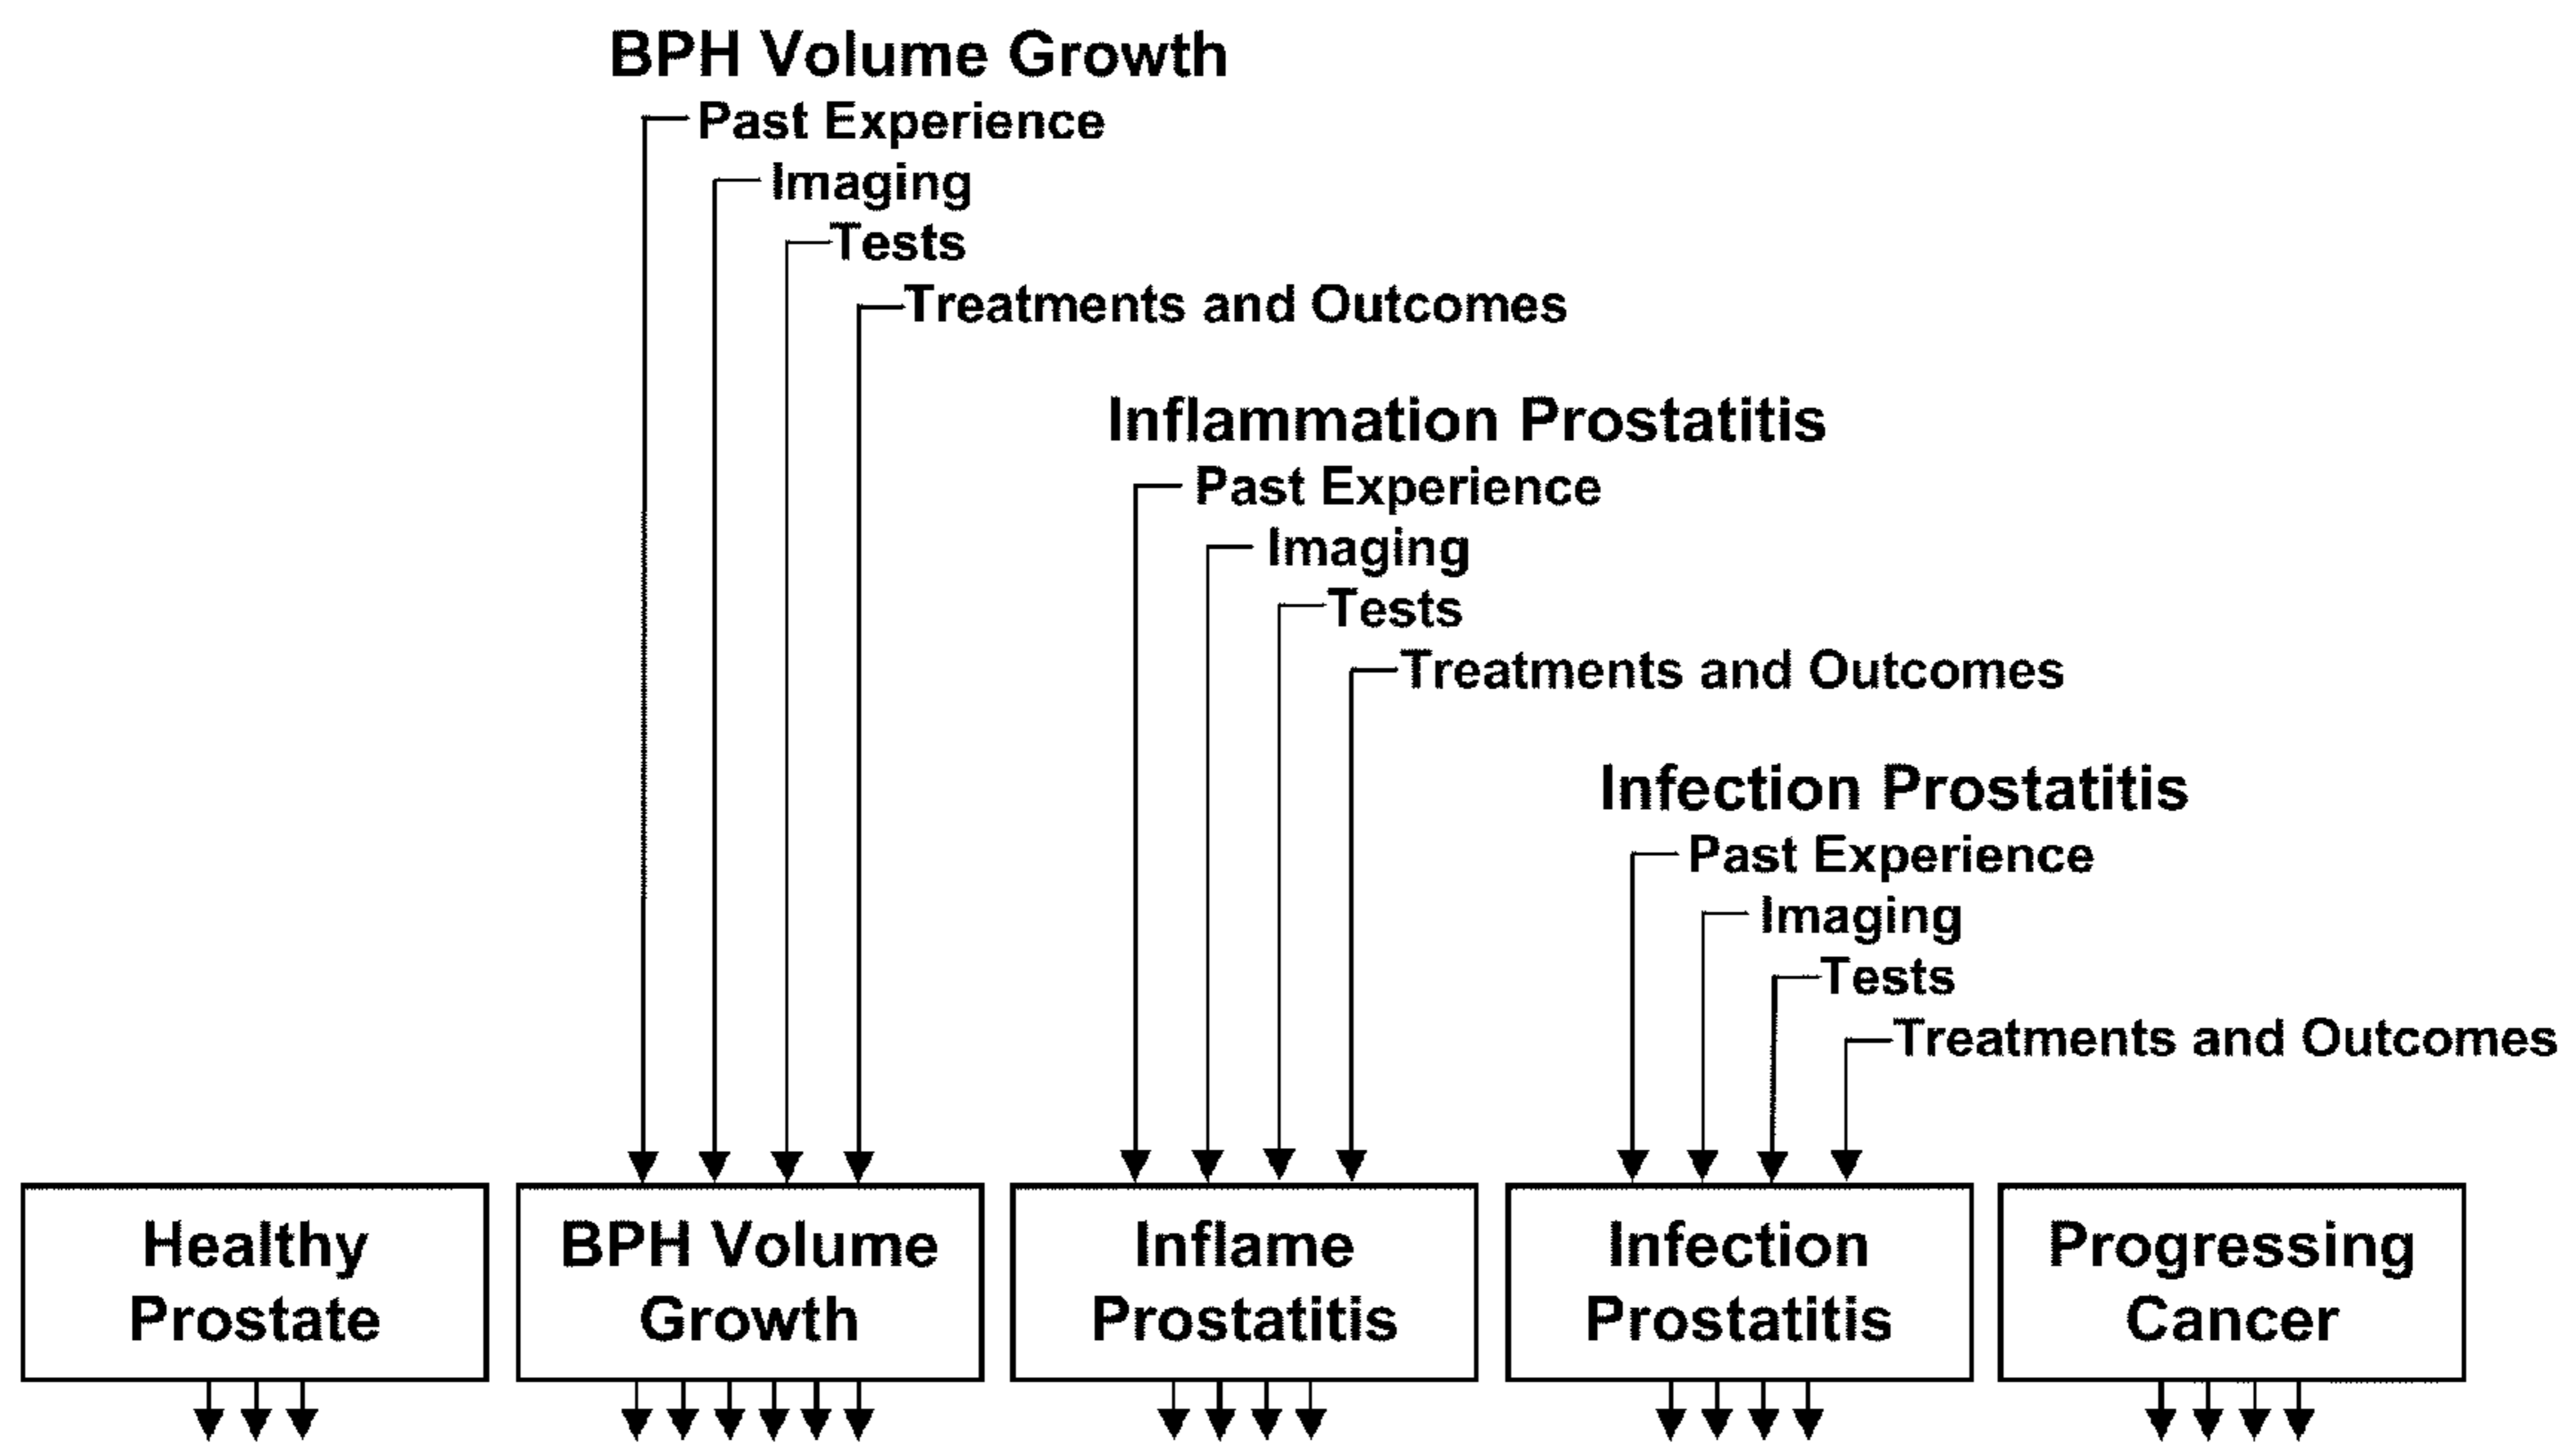 BPH Volume Growth
Past Experience
Imaging
Tests
Treatments and Outcomes
Inflammation Prostatitis
Past Experience
Imaging
Tests
Treatments and Outcomes
Infection Prostatitis
Past Experience
Imaging
Tests
Treatments and Outcomes
Healthy
Prostate
BPH Volume
Growth
Inflame
Prostatitis
Infection
Prostatitis
Progressing
Cancer